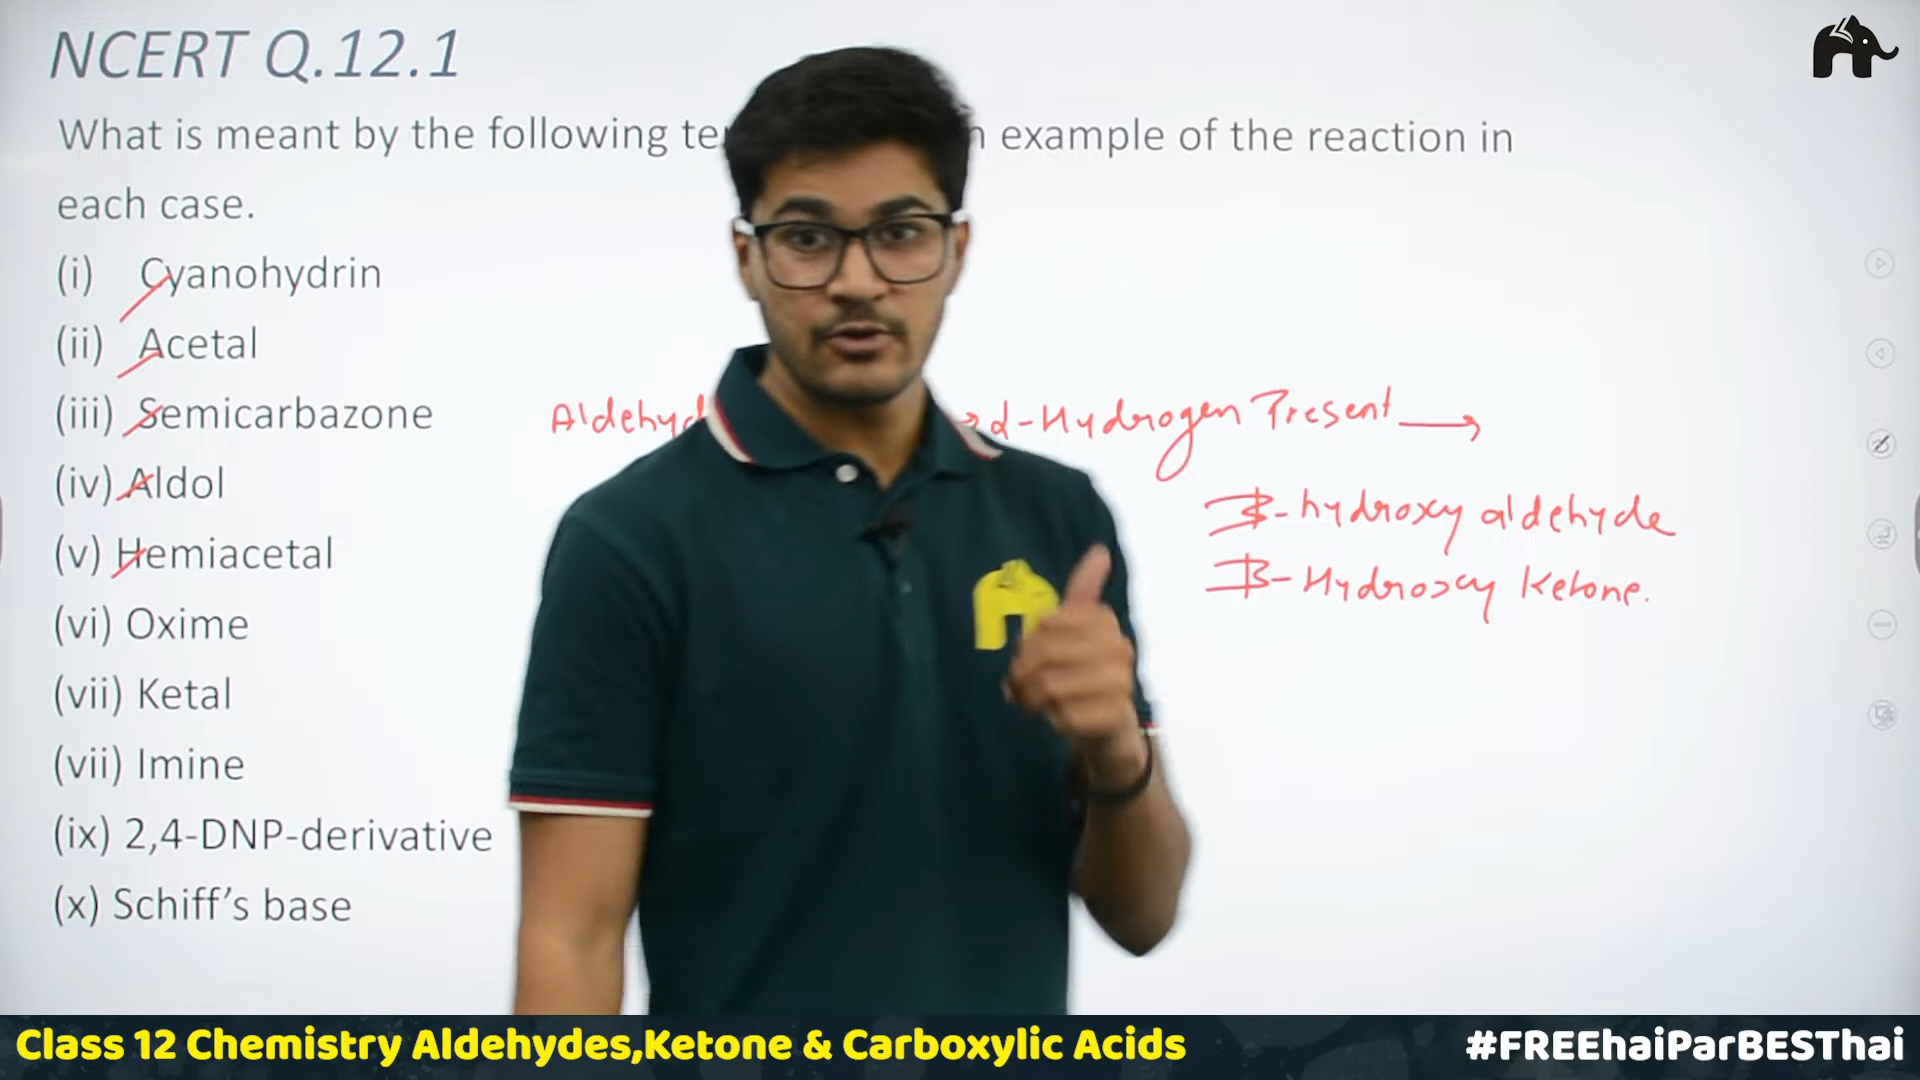 NCERT Q.12.1
What is meant by the following example of the reaction in
each case.
(i) Cyanohydrin
(ii) Acetal
(iii) Semicarbazone
(iv) Aldol
(v) Hemiacetal
(vi) Oxime
(vii) Ketal
(vii) Imine
(ix) 2,4-DNP-derivative
(x) Schiff’s base
α-Hydrogen Present →
β-hydroxy aldehyde
β-Hydroxy Ketone.
Class 12 Chemistry Aldehydes,Ketone & Carboxylic Acids
#FREEhaiParBESThai